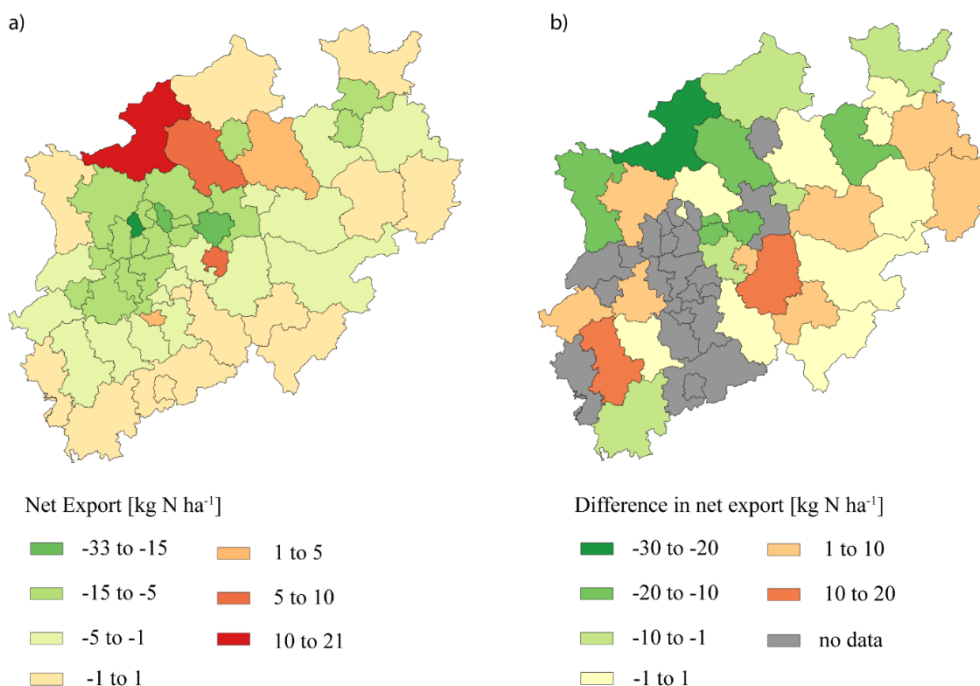 a)
b)
Net Export [kg N ha⁻¹]
-33 to -15
-15 to -5
-5 to -1
-1 to 1
1 to 5
5 to 10
10 to 21
Difference in net export [kg N ha⁻¹]
-30 to -20
-20 to -10
-10 to -1
-1 to 1
1 to 10
10 to 20
no data